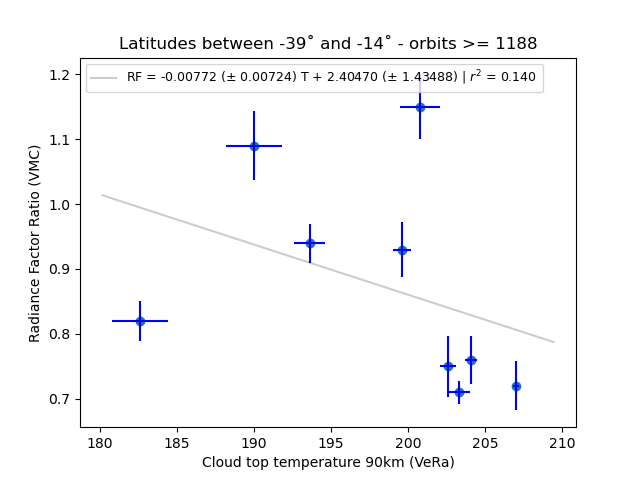 Latitudes between -39˚ and -14˚ - orbits >= 1188
RF = -0.00772 (± 0.00724) T + 2.40470 (± 1.43488) | r² = 0.140
1.2
1.1
1.0
0.9
0.8
0.7
Radiance Factor Ratio (VMC)
180 185 190 195 200 205 210
Cloud top temperature 90km (VeRa)